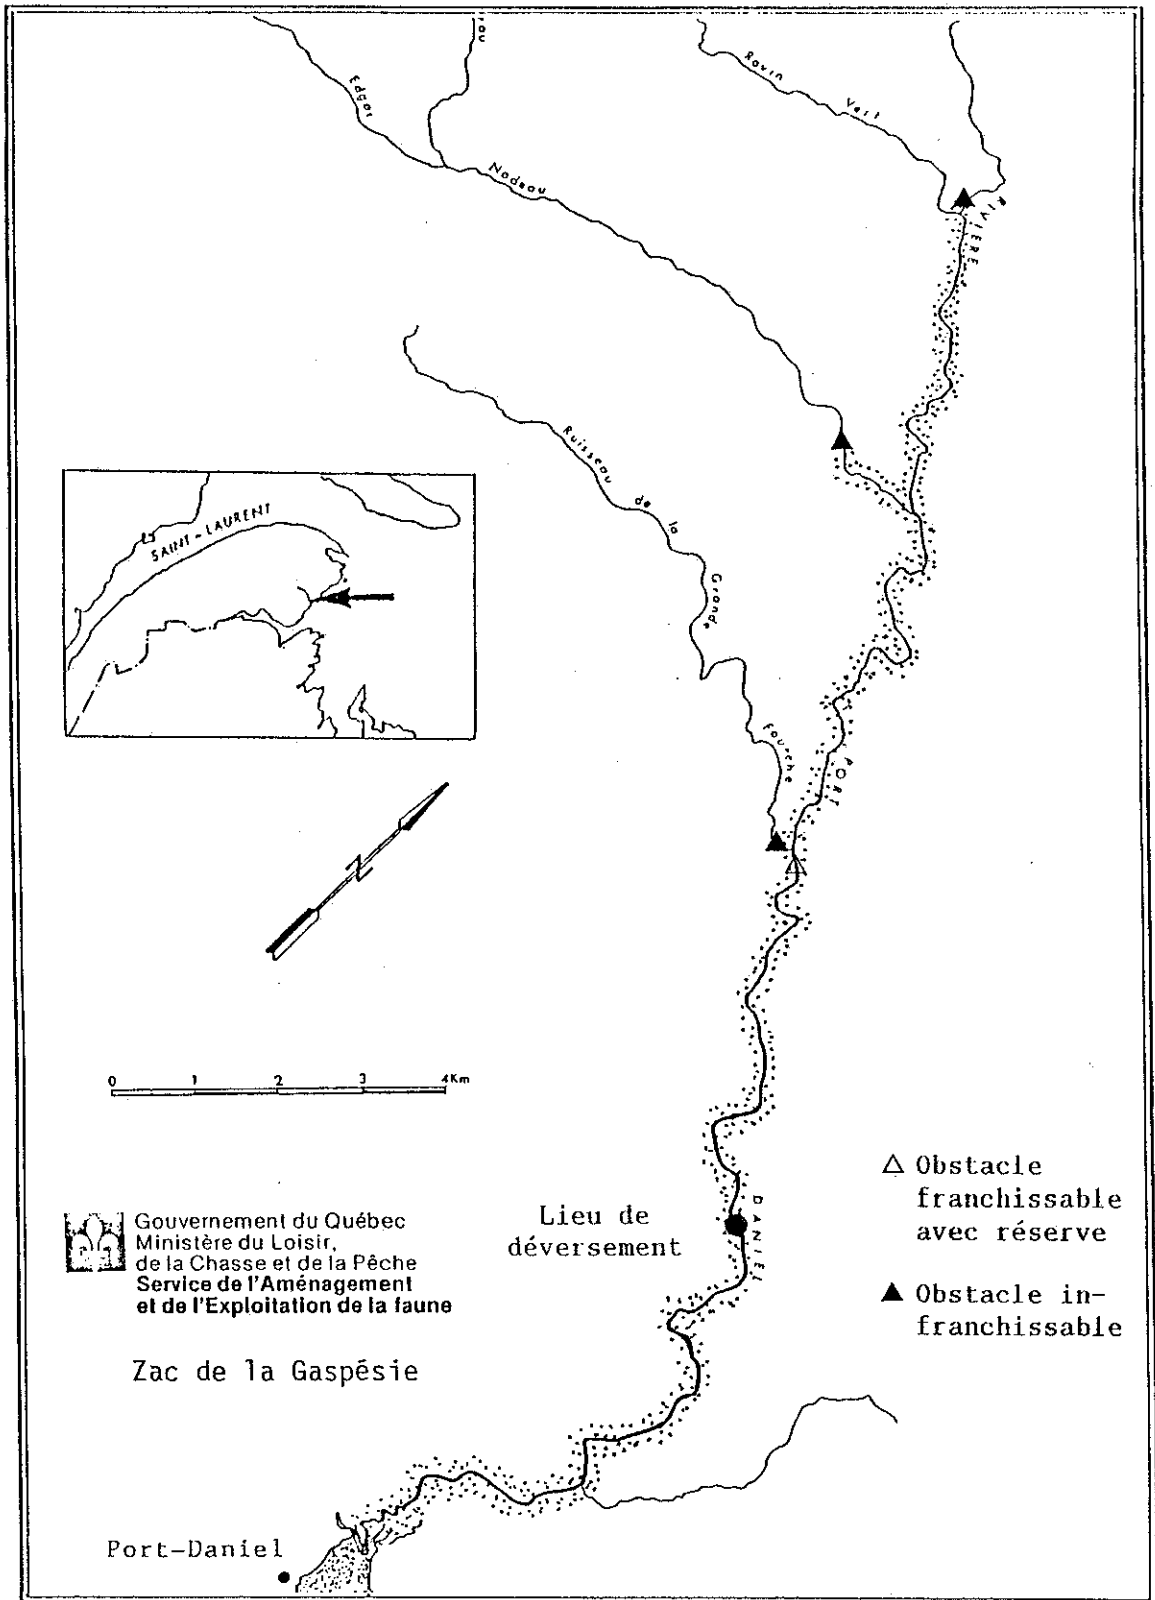 Edgar
Nadeau
Ravin
Vert
RIVIÈRE
Ruisseau de la Grande Fourche
SAINT-LAURENT
PORT
N
0 1 2 3 4Km
DANIEL
Lieu de
déversement
△ Obstacle
franchissable
avec réserve
▲ Obstacle in-
franchissable
Gouvernement du Québec
Ministère du Loisir,
de la Chasse et de la Pêche
Service de l'Aménagement
et de l'Exploitation de la faune
Zac de la Gaspésie
Port-Daniel